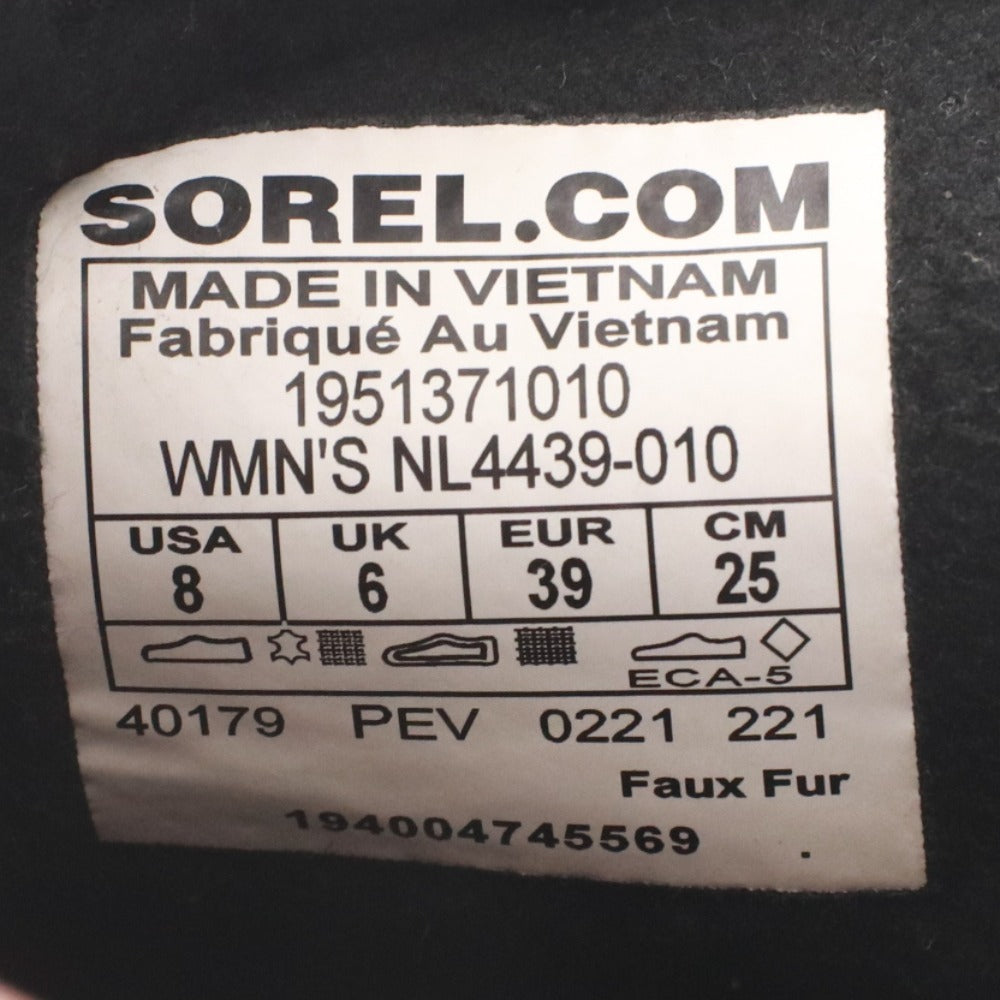 SOREL.COM
MADE IN VIETNAM
Fabriqué Au Vietnam
1951371010
WMN'S NL4439-010
USA UK EUR CM
8 6 39 25
ECA-5
40179 PEV 0221 221
Faux Fur
194004745569